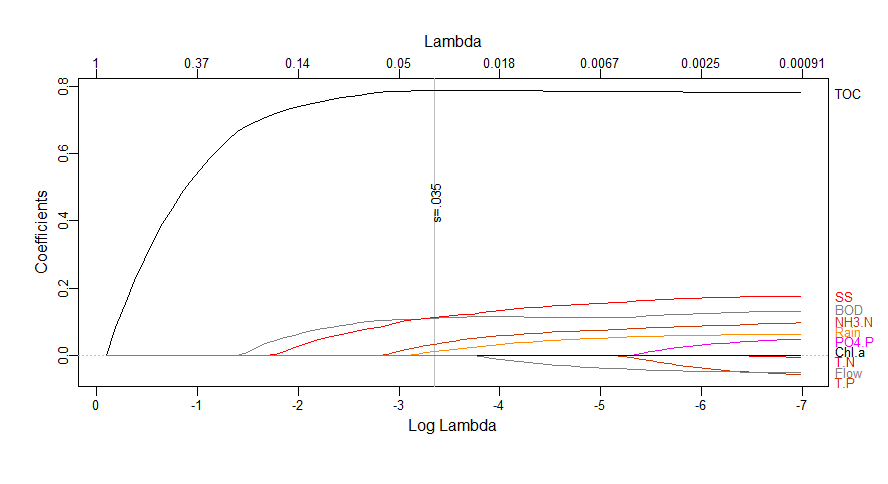 Lambda
1 0.37 0.14 0.05 0.018 0.0067 0.0025 0.00091
Coefficients
0.8
0.6
0.4
0.2
0.0
s=.035
TOC
SS
BOD
NH3.N
Rain
PO4.P
Chl.a
T.N
Flow
T.P
0 -1 -2 -3 -4 -5 -6 -7
Log Lambda